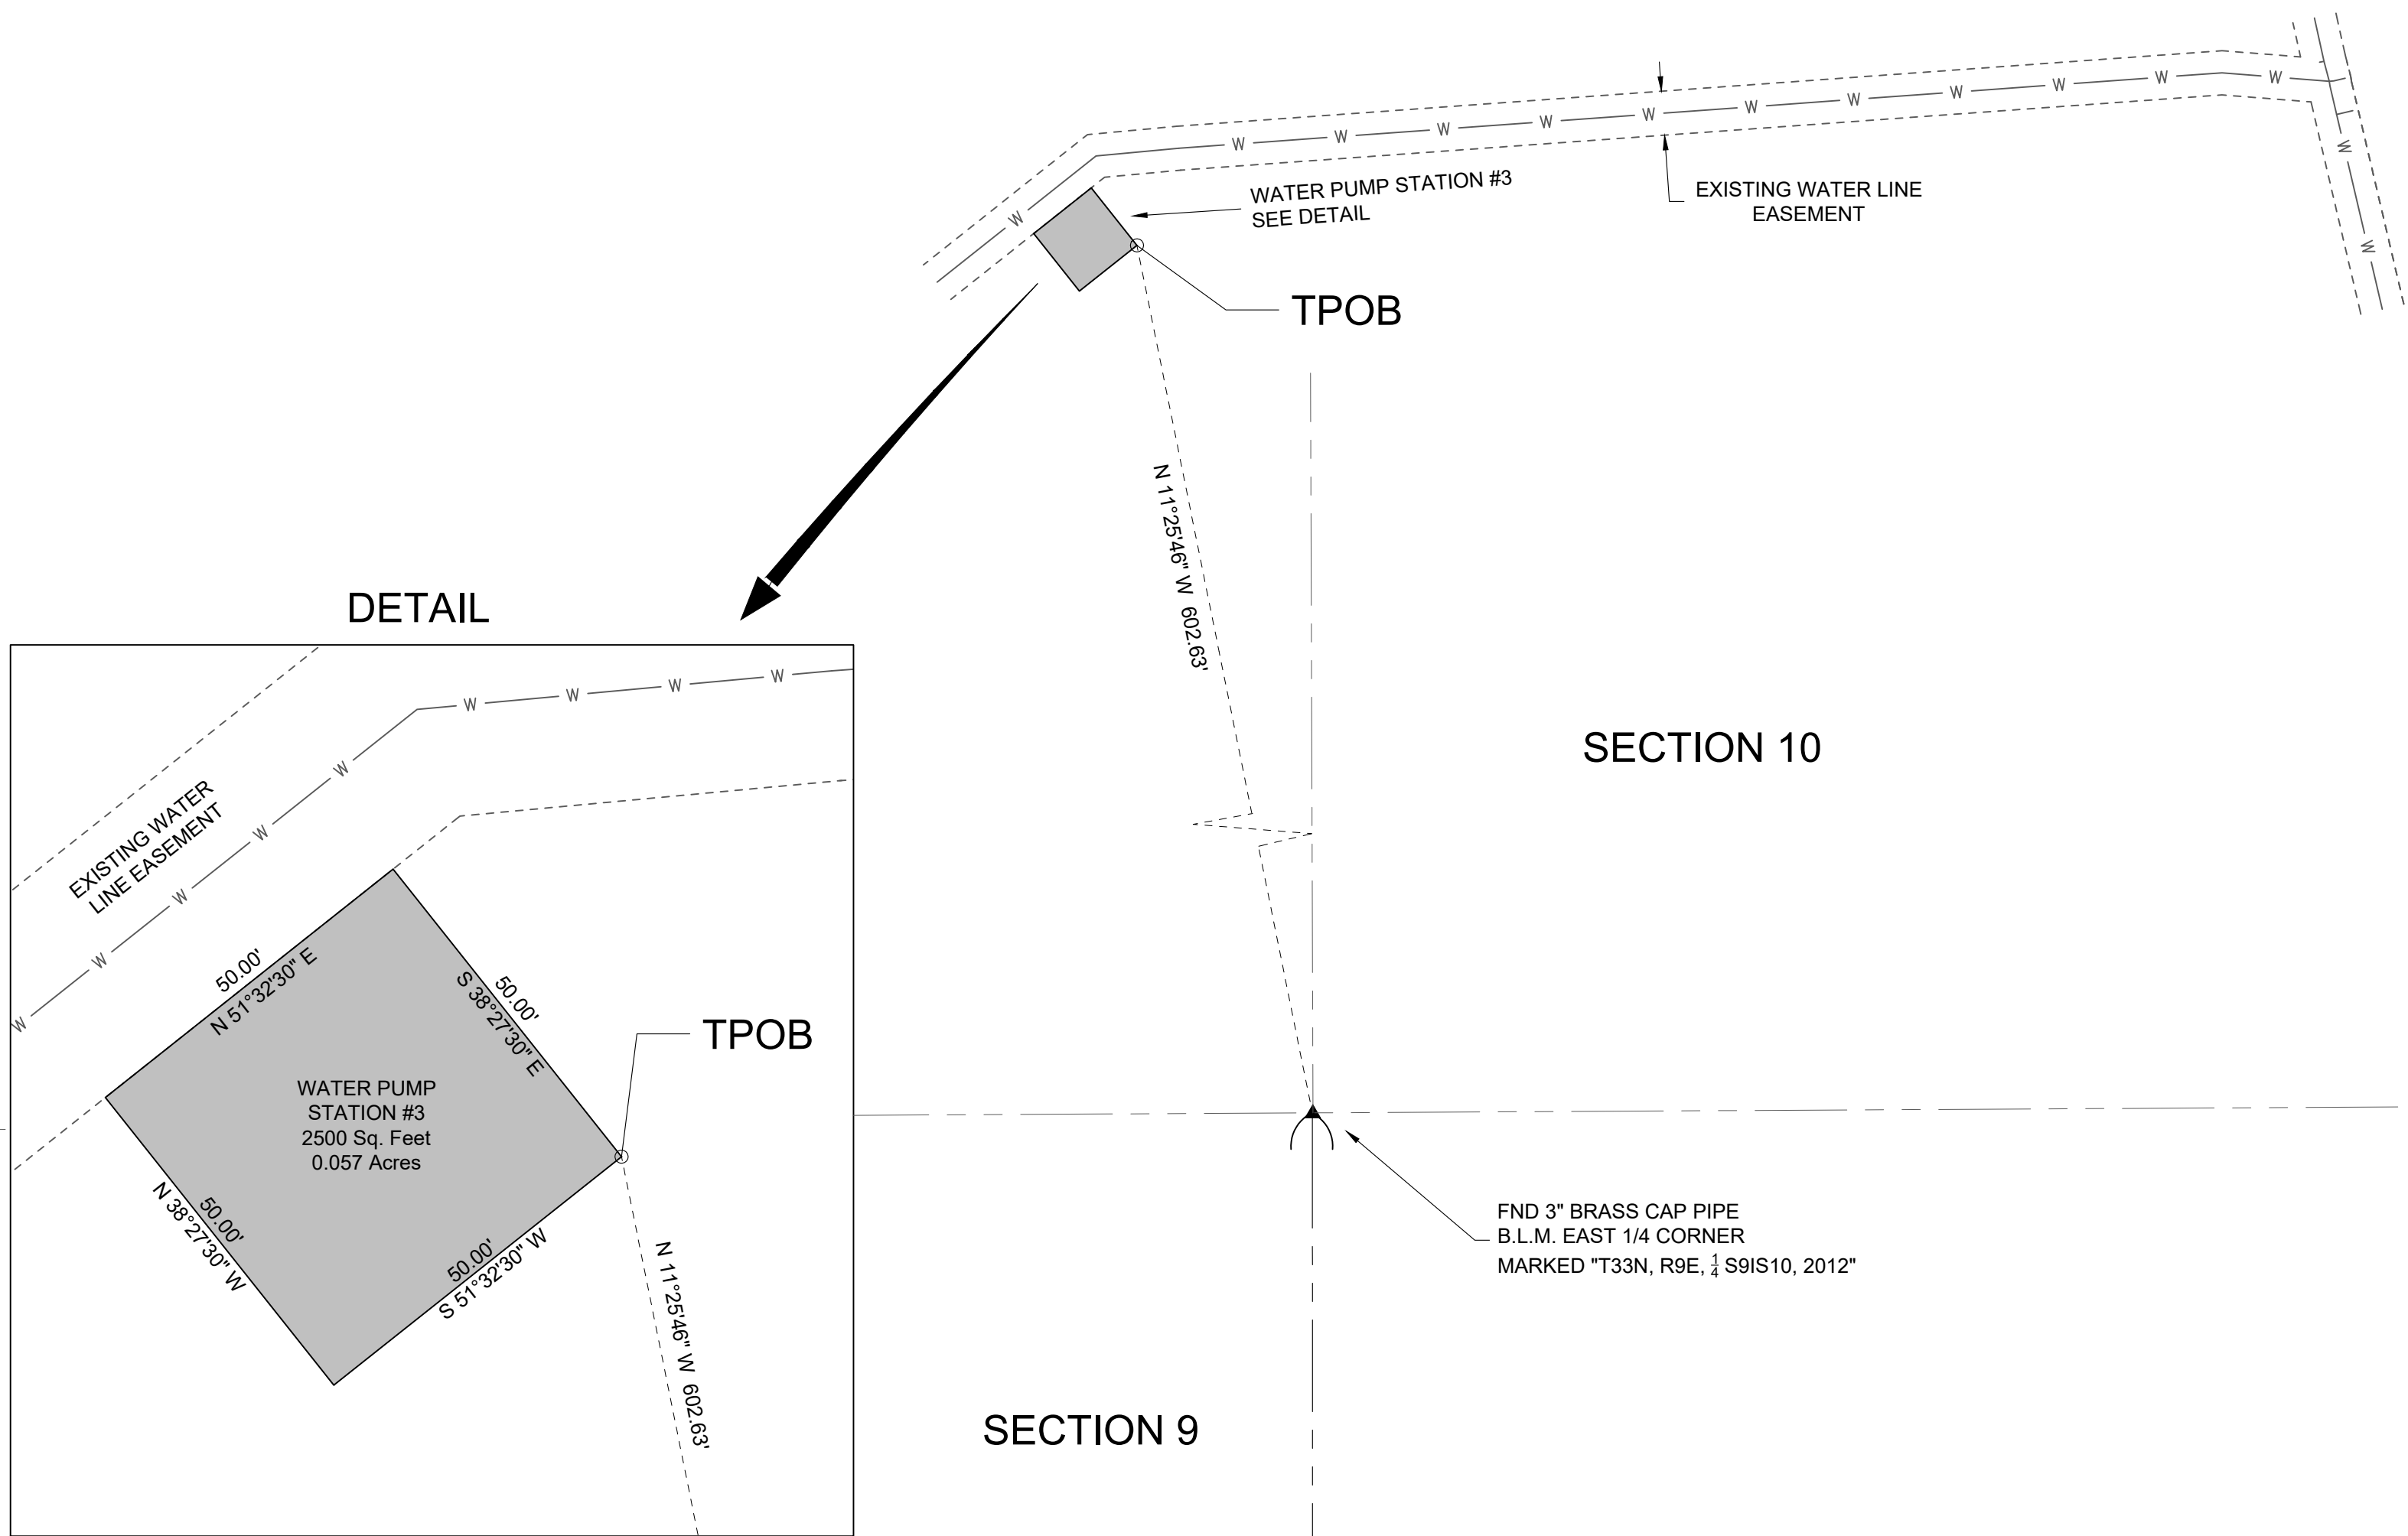 WATER PUMP STATION #3
SEE DETAIL
EXISTING WATER LINE
EASEMENT
TPOB
N 11°25'46" W 602.63'
SECTION 10
DETAIL
EXISTING WATER
LINE EASEMENT
50.00'
N 51°32'30" E
50.00'
S 38°27'30" E
TPOB
WATER PUMP
STATION #3
2500 Sq. Feet
0.057 Acres
50.00'
N 38°27'30" W
50.00'
S 51°32'30" W
N 11°25'46" W 602.63'
FND 3" BRASS CAP PIPE
B.L.M. EAST 1/4 CORNER
MARKED "T33N, R9E, 1/4 S9IS10, 2012"
SECTION 9
W W W W W W W W W W W W W W
W W W W W W W W W